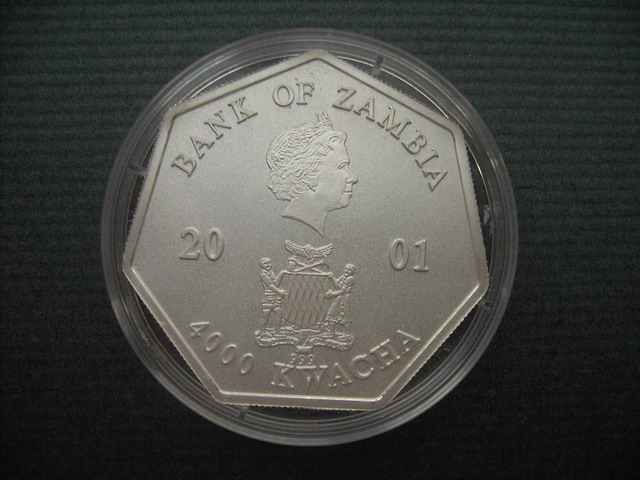 BANK OF ZAMBIA
20 01
999
4000 KWACHA